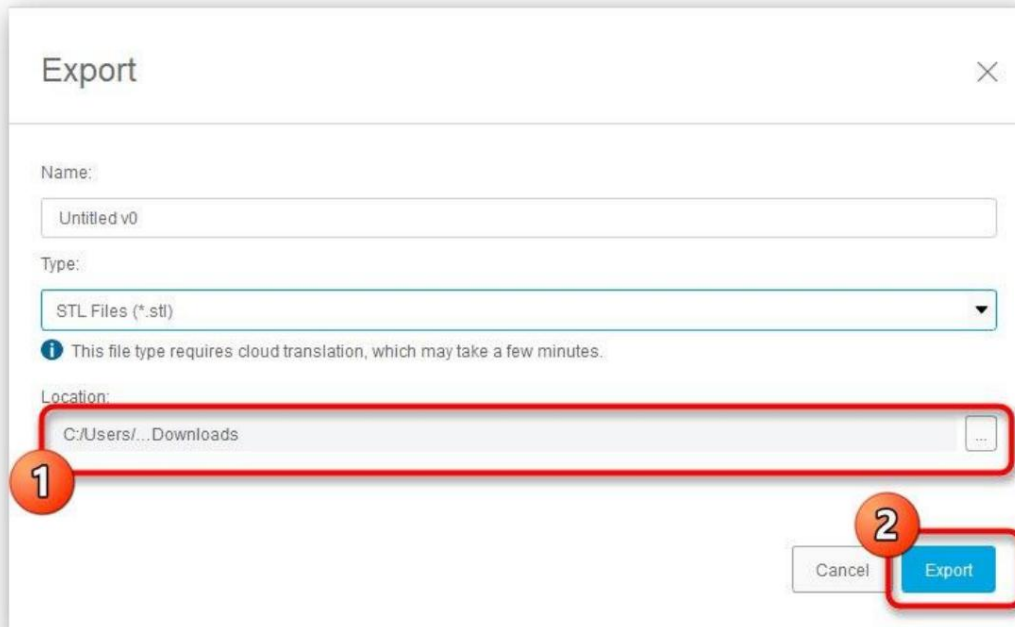 Export
Name:
Untitled v0
Type:
STL Files (*.stl)
This file type requires cloud translation, which may take a few minutes.
Location:
C:/Users/...Downloads
...
1
2
Cancel
Export